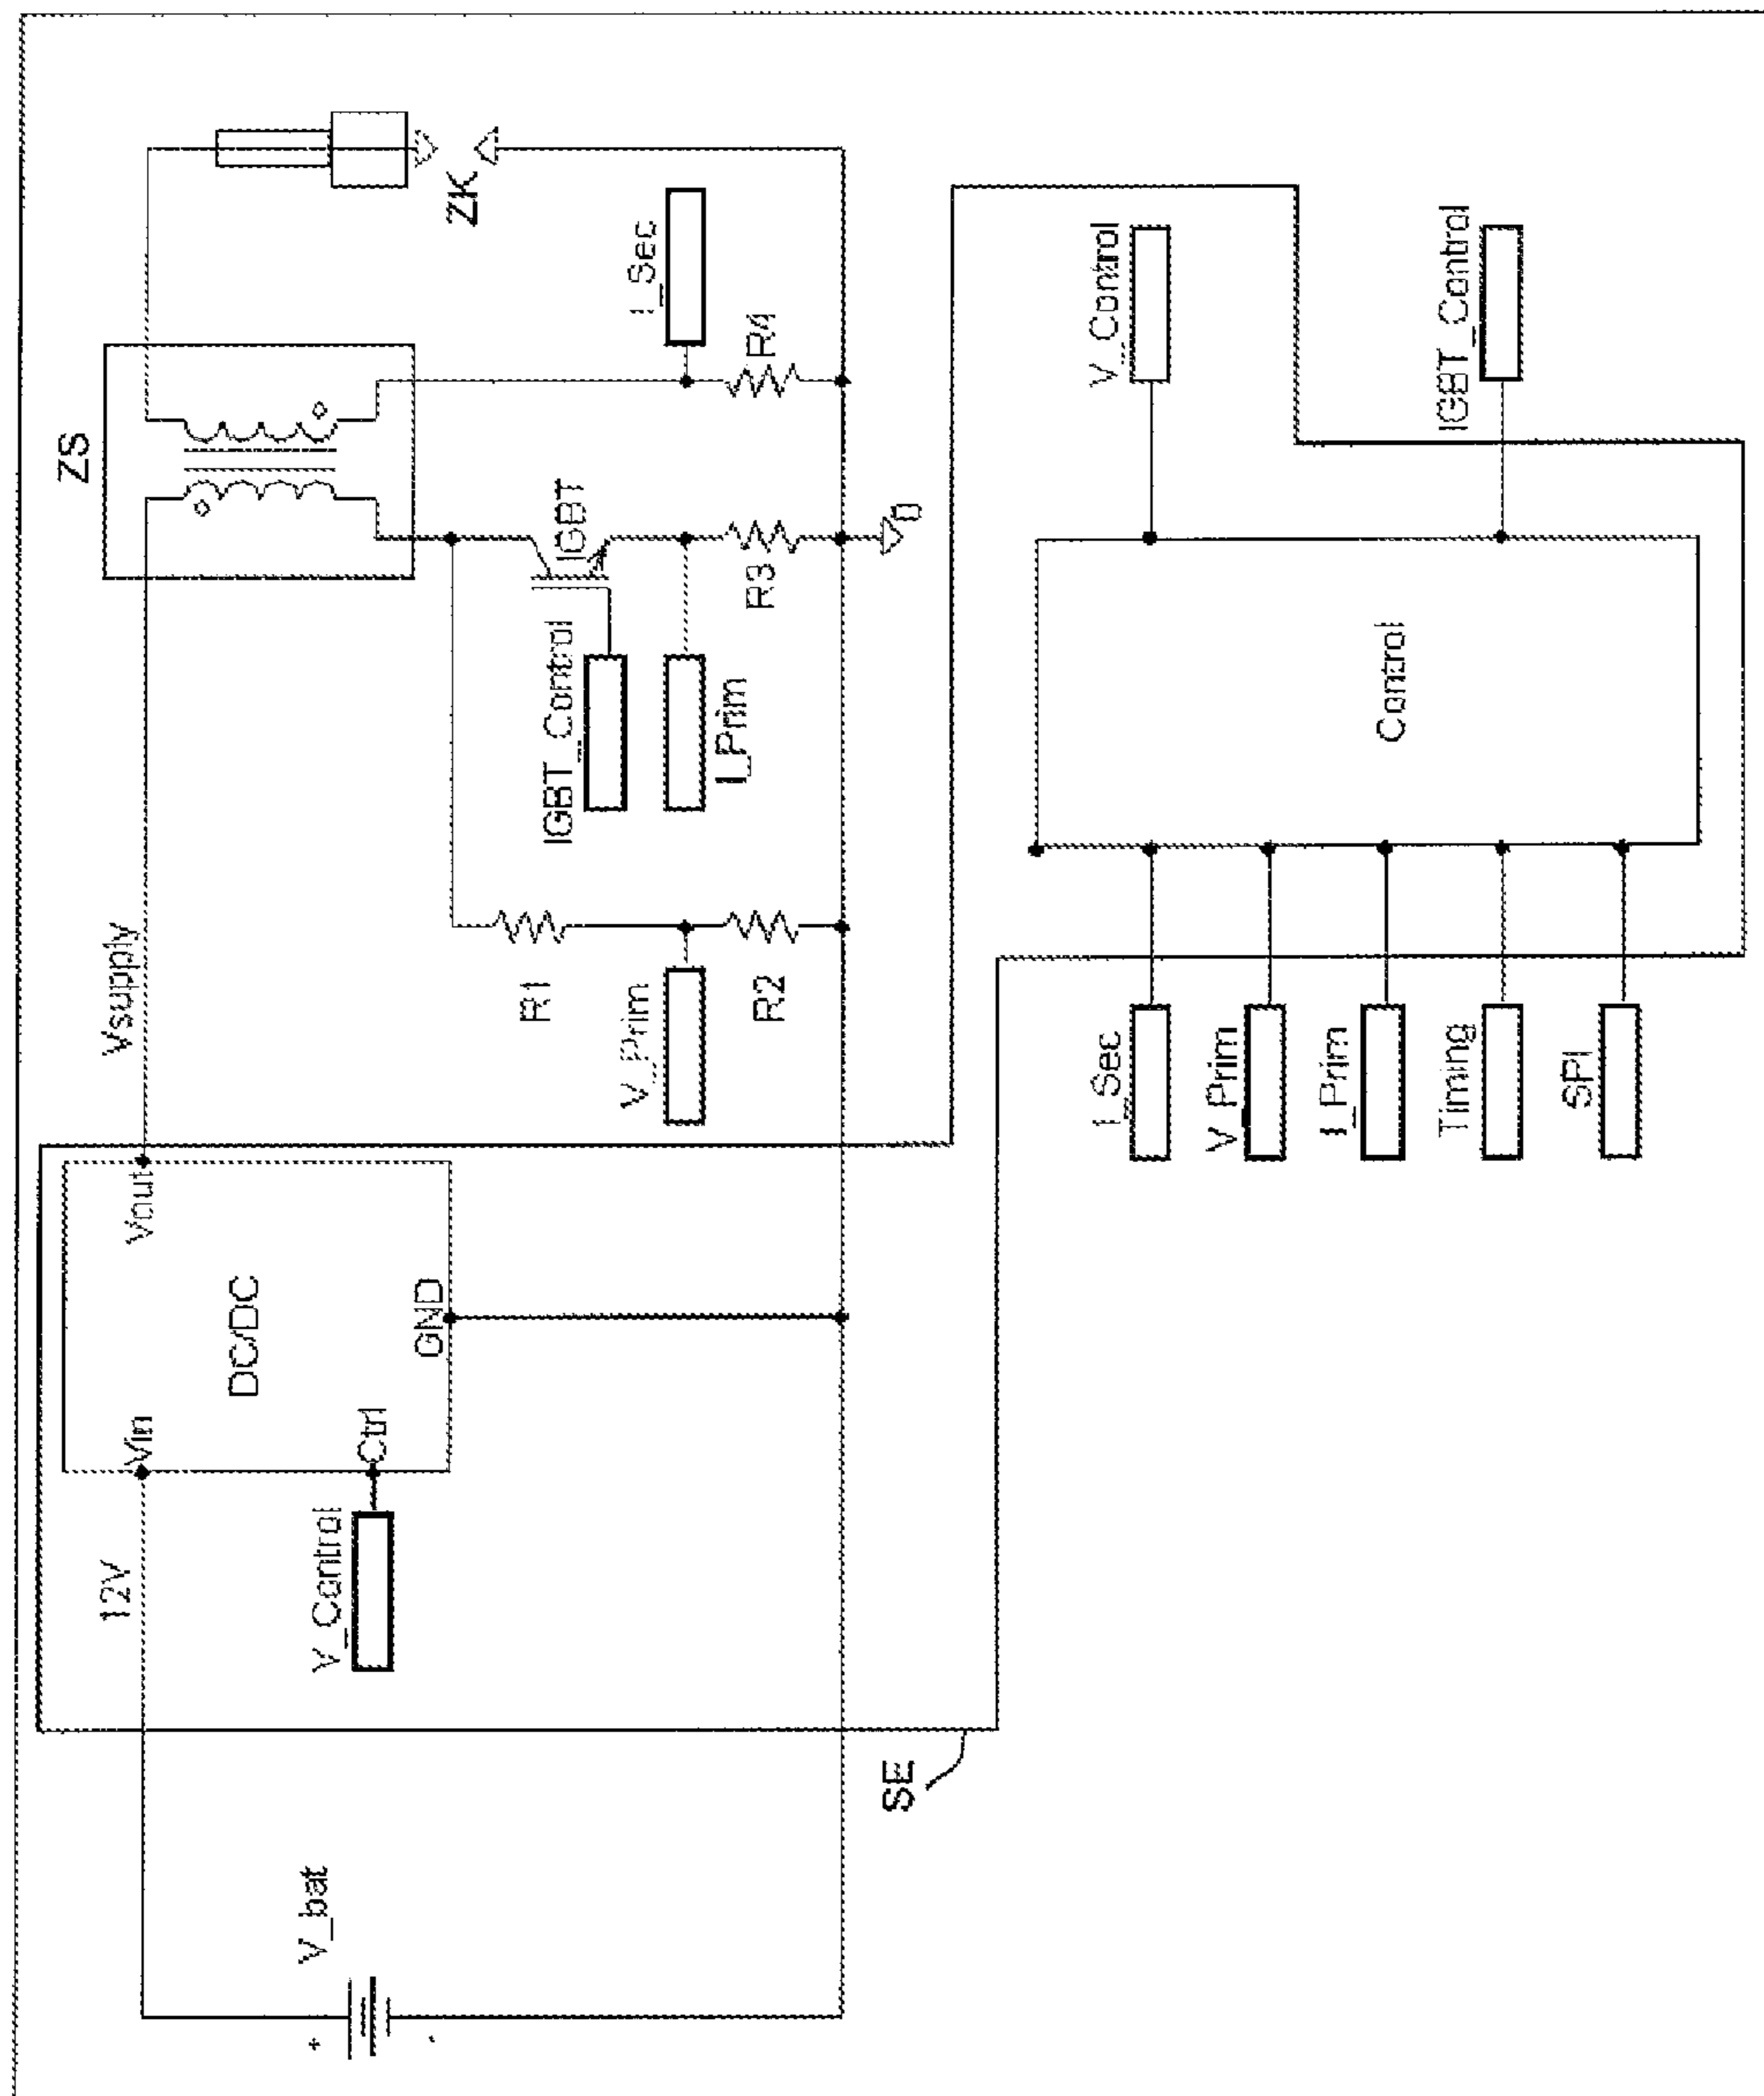 V_bat
+
-
12V
Vin
Vout
DC/DC
Ctrl
GND
V_Control
SE
Vsupply
ZS
ZK
R1
V_Prim
R2
IGBT
IGBT_Control
I_Prim
R3
0
I_Sec
R4
I_Sec
V_Prim
I_Prim
Timing
SPI
Control
V_Control
IGBT_Control